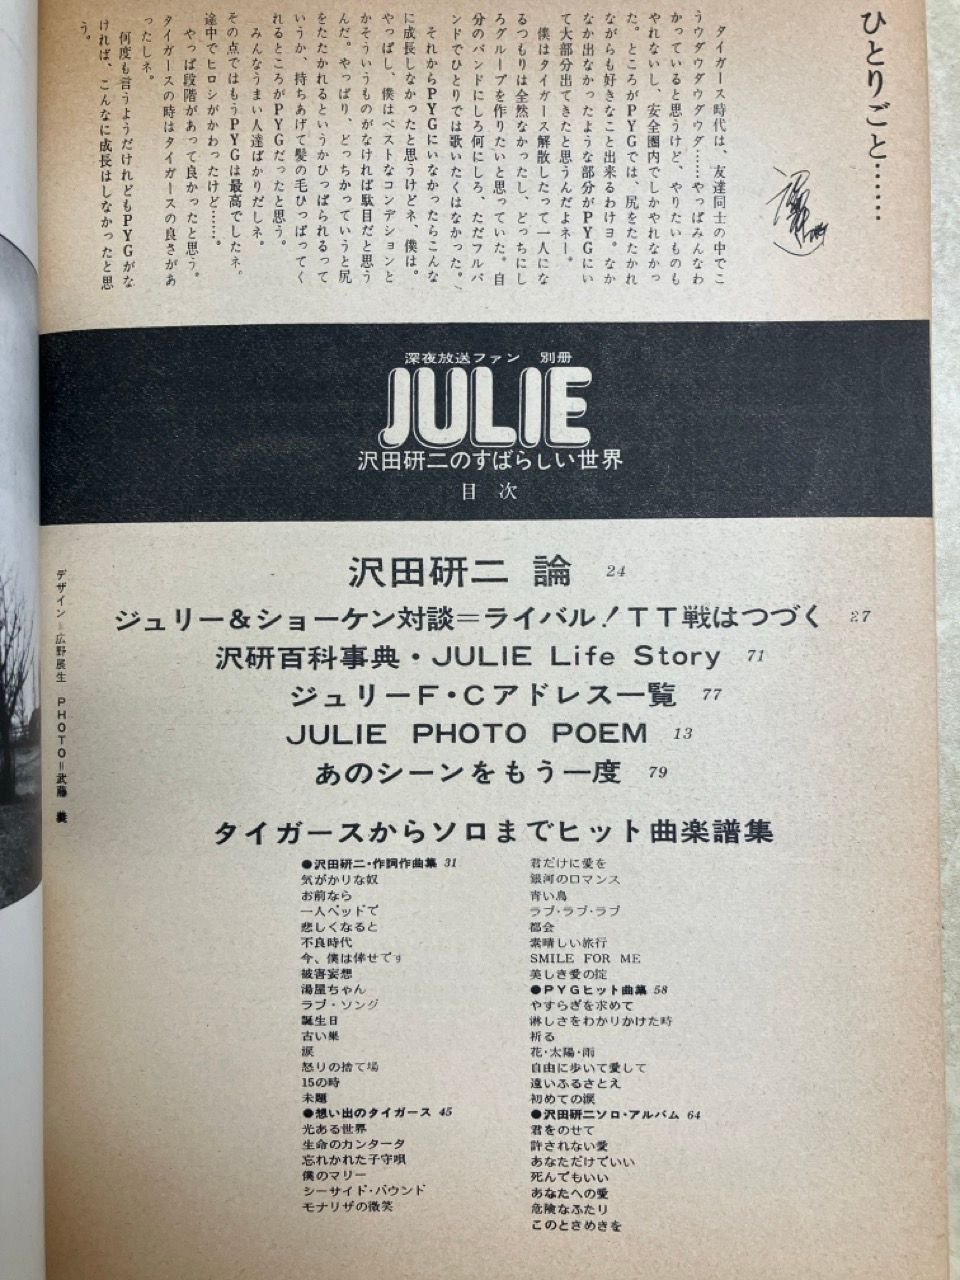 ひとりごと……
タイガース時代は、友達同士の中でこ
うウダウダウダウダ……やっぱみんなわ
かっていると思うけど、やりたいものも
やれないし、安全圏内でしかやれなかっ
た。ところがPYGでは、尻をたたかれ
ながらも好きなこと出来るわけヨ。なか
なか出なかったような部分がPYGにい
て大部分出てきたと思うんだよネー。
僕はタイガース解散したって一人にな
るつもりは全然なかったし、どっちにし
ろグループを作りたいと思っていた。自
分のバンドにしろ何にしろ、ただフルバ
ンドでひとりでは歌いたくはなかった。
それからPYGにいなかったらこんな
に成長しなかったと思うけどネ、僕は。
やっぱし、僕はベストなコンデションと
かそういうものがなければ駄目だと思う
んだ。やっぱり、どっちかっていうと尻
をたたかれるというかひっぱられるって
いうか、持ちあげて髪の毛ひっぱってく
れるところがPYGだったと思う。
みんなうまい人達ばかりだしネ。
その点ではもうPYGは最高でしたネ。
途中でヒロシがかわったけど……。
やっぱ段階があって良かったと思う。
タイガースの時はタイガースの良さがあ
ったしネ。
何度も言うようだけれどもPYGがな
ければ、こんなに成長はしなかったと思
う。
深夜放送ファン 別冊
JULIE
沢田研二のすばらしい世界
目次
沢田研二 論 24
ジュリー&ショーケン対談=ライバル!TT戦はつづく 27
沢研百科事典・JULIE Life Story 71
ジュリーF・Cアドレス一覧 77
JULIE PHOTO POEM 13
あのシーンをもう一度 79
デザイン=広野展生 PHOTO=武藤 義
タイガースからソロまでヒット曲楽譜集
●沢田研二・作詞作曲集 31
気がかりな奴
お前なら
一人ベッドで
悲しくなると
不良時代
今、僕は倖せです
被害妄想
湯屋ちゃん
ラブ・ソング
誕生日
古い巣
涙
怒りの捨て場
15の時
未題
●想い出のタイガース 45
光ある世界
生命のカンタータ
忘れかれた子守唄
僕のマリー
シーサイド・バウンド
モナリザの微笑
君だけに愛を
銀河のロマンス
青い鳥
ラブ・ラブ・ラブ
都会
素晴しい旅行
SMILE FOR ME
美しき愛の掟
●PYGヒット曲集 58
やすらぎを求めて
淋しさをわかりかけた時
祈る
花・太陽・雨
自由に歩いて愛して
遠いふるさとえ
初めての涙
●沢田研二ソロ・アルバム 64
君をのせて
許されない愛
あなただけでいい
死んでもいい
あなたへの愛
危険なふたり
このときめきを